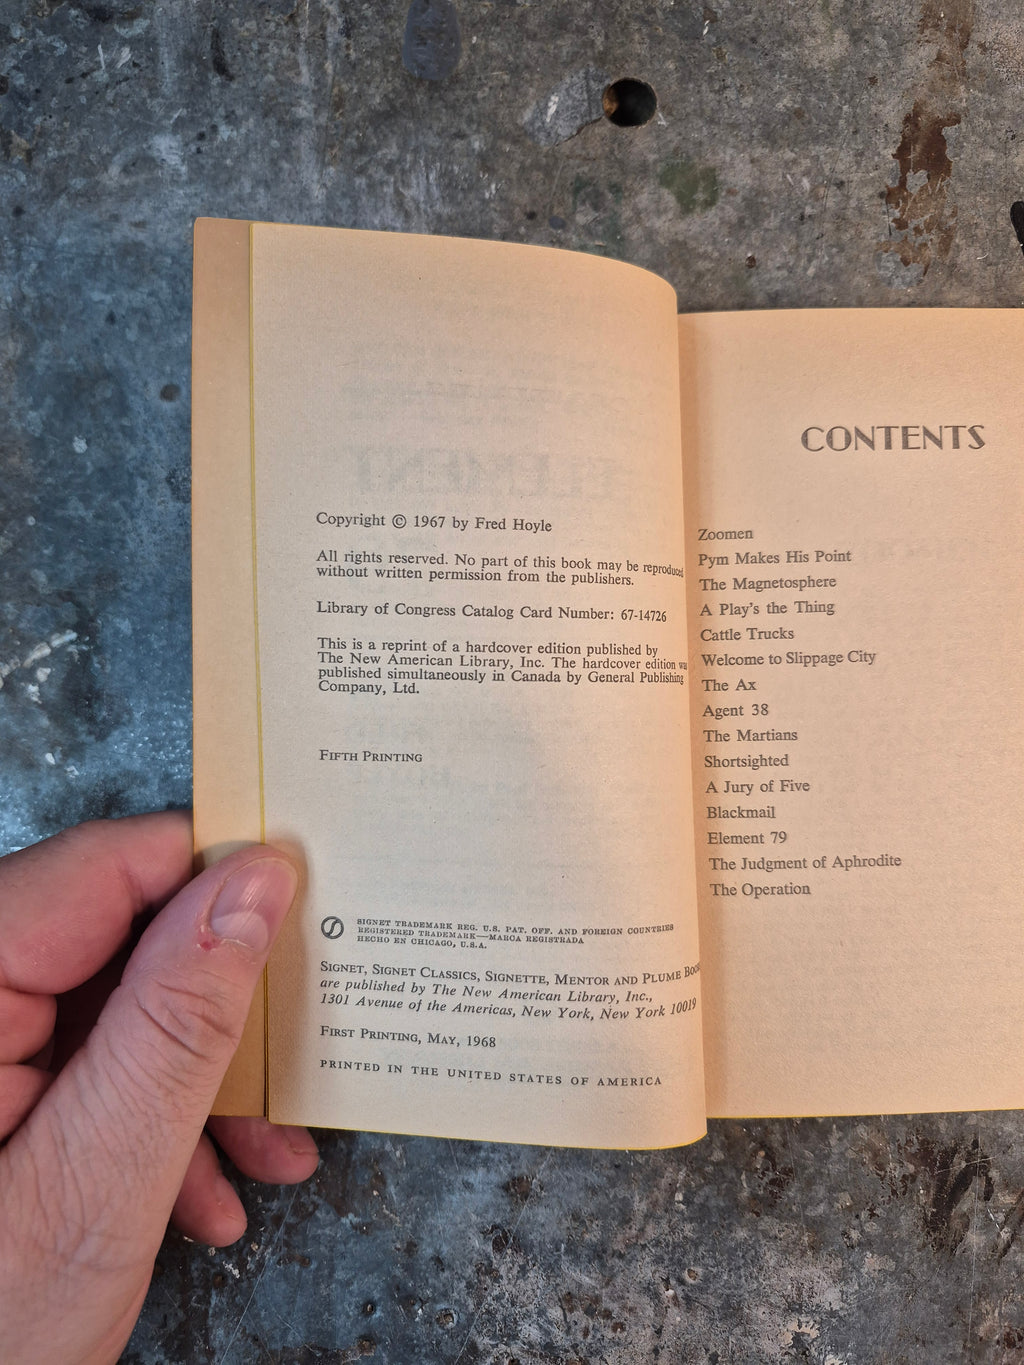 Copyright © 1967 by Fred Hoyle
All rights reserved. No part of this book may be reproduced
without written permission from the publishers.
Library of Congress Catalog Card Number: 67-14726
This is a reprint of a hardcover edition published by
The New American Library, Inc. The hardcover edition
published simultaneously in Canada by General Publishing
Company, Ltd.
FIFTH PRINTING
SIGNET TRADEMARK REG. U.S. PAT. OFF. AND FOREIGN COUNTRIES
REGISTERED TRADEMARK—MARCA REGISTRADA
HECHO EN CHICAGO, U.S.A.
SIGNET, SIGNET CLASSICS, SIGNETTE, MENTOR AND PLUME
are published by The New American Library, Inc.,
1301 Avenue of the Americas, New York, New York 10019
FIRST PRINTING, MAY, 1968
PRINTED IN THE UNITED STATES OF AMERICA
CONTENTS
Zoomen
Pym Makes His Point
The Magnetosphere
A Play's the Thing
Cattle Trucks
Welcome to Slippage City
The Ax
Agent 38
The Martians
Shortsighted
A Jury of Five
Blackmail
Element 79
The Judgment of Aphrodite
The Operation